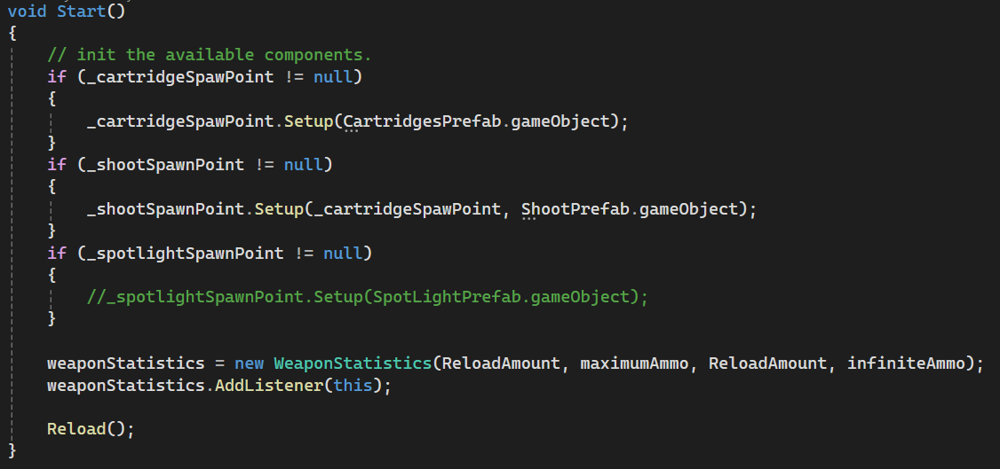 void Start()
{
// init the available components.
if (_cartridgeSpawPoint != null)
{
_cartridgeSpawPoint.Setup(CartridgesPrefab.gameObject);
}
if (_shootSpawnPoint != null)
{
_shootSpawnPoint.Setup(_cartridgeSpawPoint, ShootPrefab.gameObject);
}
if (_spotlightSpawnPoint != null)
{
//_spotlightSpawnPoint.Setup(SpotLightPrefab.gameObject);
}
weaponStatistics = new WeaponStatistics(ReloadAmount, maximumAmmo, ReloadAmount, infiniteAmmo);
weaponStatistics.AddListener(this);
Reload();
}